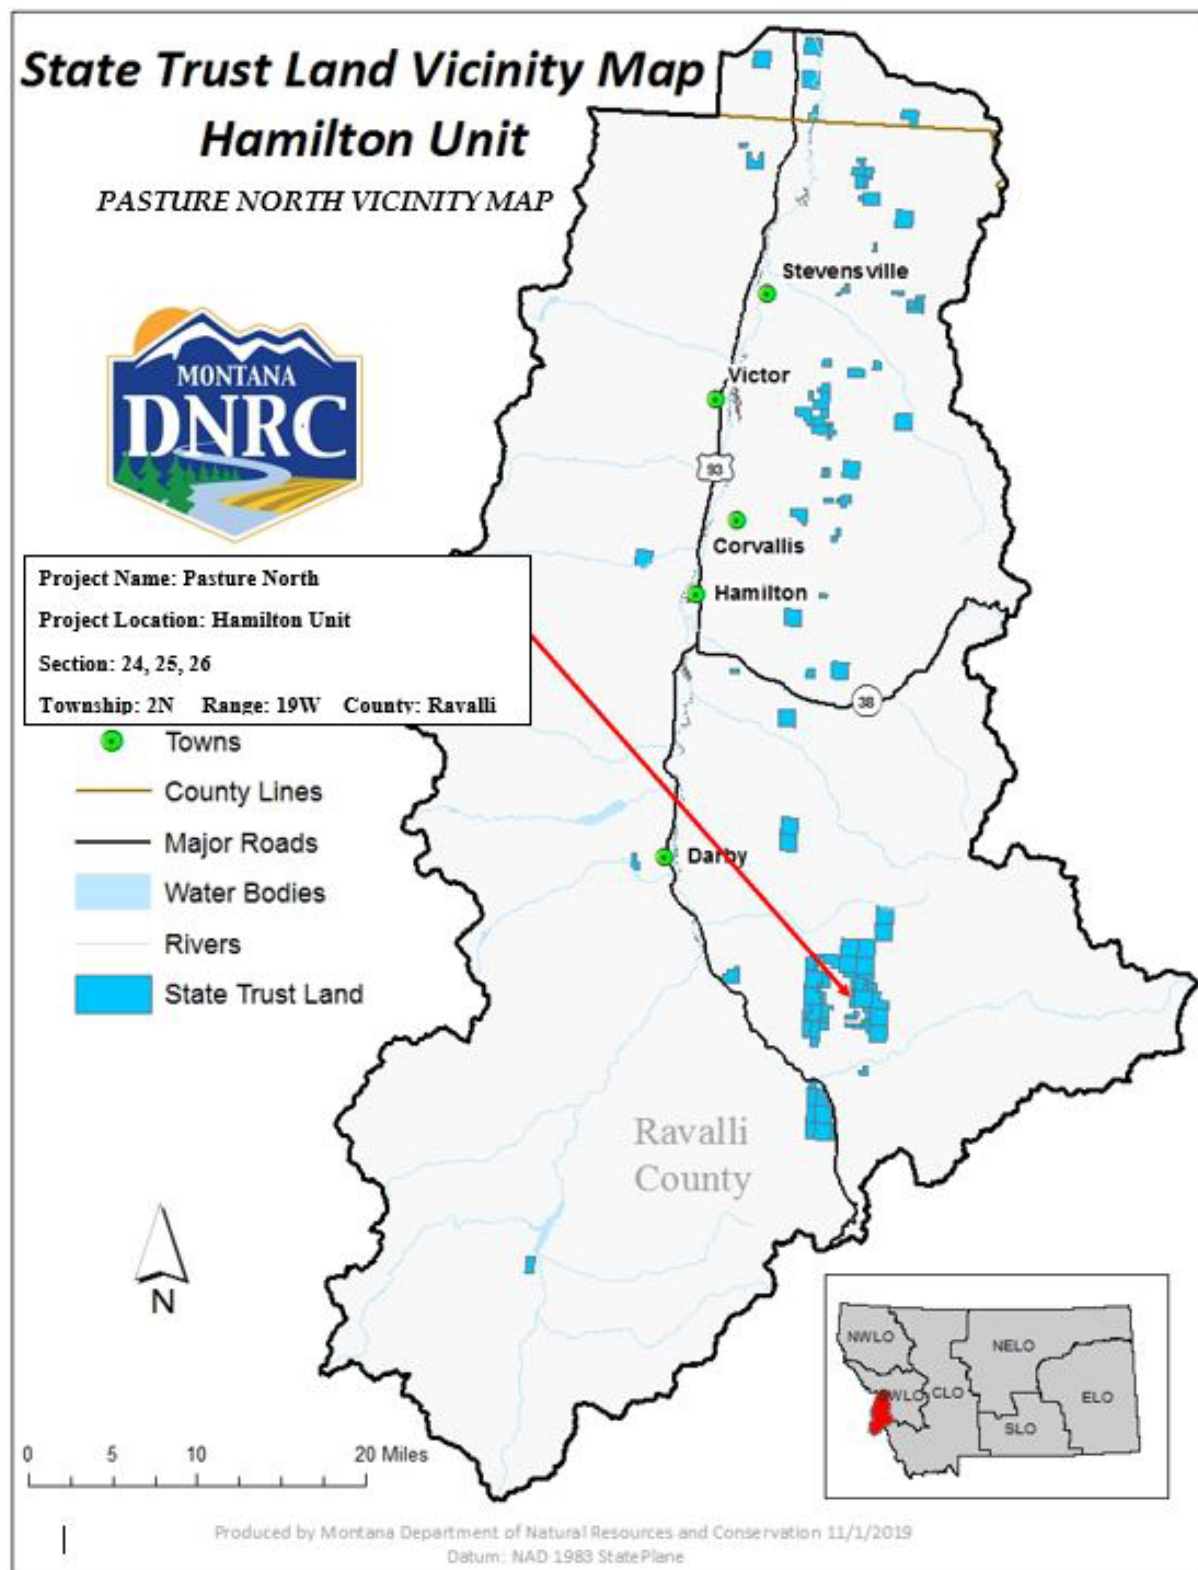 State Trust Land Vicinity Map
Hamilton Unit
PASTURE NORTH VICINITY MAP
Stevensville
MONTANA
DNRC
Victor
93
Corvallis
Project Name: Pasture North
Project Location: Hamilton Unit
Section: 24, 25, 26
Township: 2N Range: 19W County: Ravalli
Hamilton
38
Towns
County Lines
Major Roads
Water Bodies
Rivers
State Trust Land
Darby
Ravalli
County
N
NWLO
NELO
SWLO
CLO
ELO
SLO
0 5 10 20 Miles
Produced by Montana Department of Natural Resources and Conservation 11/1/2019
Datum: NAD 1983 StatePlane